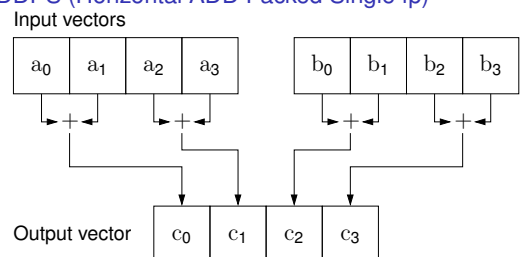 (Horizontal ADD Packed Single fp)
Input vectors
a0 a1 a2 a3 b0 b1 b2 b3
+ + + +
Output vector c0 c1 c2 c3